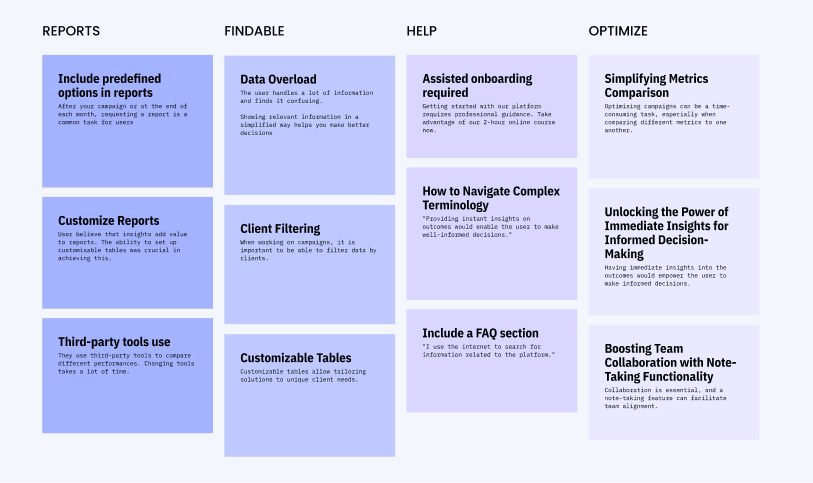 REPORTS
Include predefined
options in reports
After your campaign or at the end of
each month, requesting a report is a
common task for users
Customize Reports
User believe that insights add value
to reports. The ability to set up
customisable tables was crucial in
achieving this.
Third-party tools use
They use third-party tools to compare
different performances. Changing tools
takes a lot of time.
FINDABLE
Data Overload
The user handles a lot of information
and finds it confusing.
Showing relevant information in a
simplified way helps you make better
decisions
Client Filtering
When working on campaigns, it is
important to be able to filter data by
clients.
Customizable Tables
Customizable tables allow tailoring
solutions to unique client needs.
HELP
Assisted onboarding
required
Getting started with our platform
requires professional guidance. Take
advantage of our 2-hour online course
now.
How to Navigate Complex
Terminology
"Providing instant insights on
outcomes would enable the user to make
well-informed decisions."
Include a FAQ section
"I use the internet to search for
information related to the platform."
OPTIMIZE
Simplifying Metrics
Comparison
Optimising campaigns can be a time-
consuming task, especially when
comparing different metrics to one
another.
Unlocking the Power of
Immediate Insights for
Informed Decision-
Making
Having immediate insights into the
outcomes would empower the user to
make informed decisions.
Boosting Team
Collaboration with Note-
Taking Functionality
Collaboration is essential, and a
note-taking feature can facilitate
team alignment.